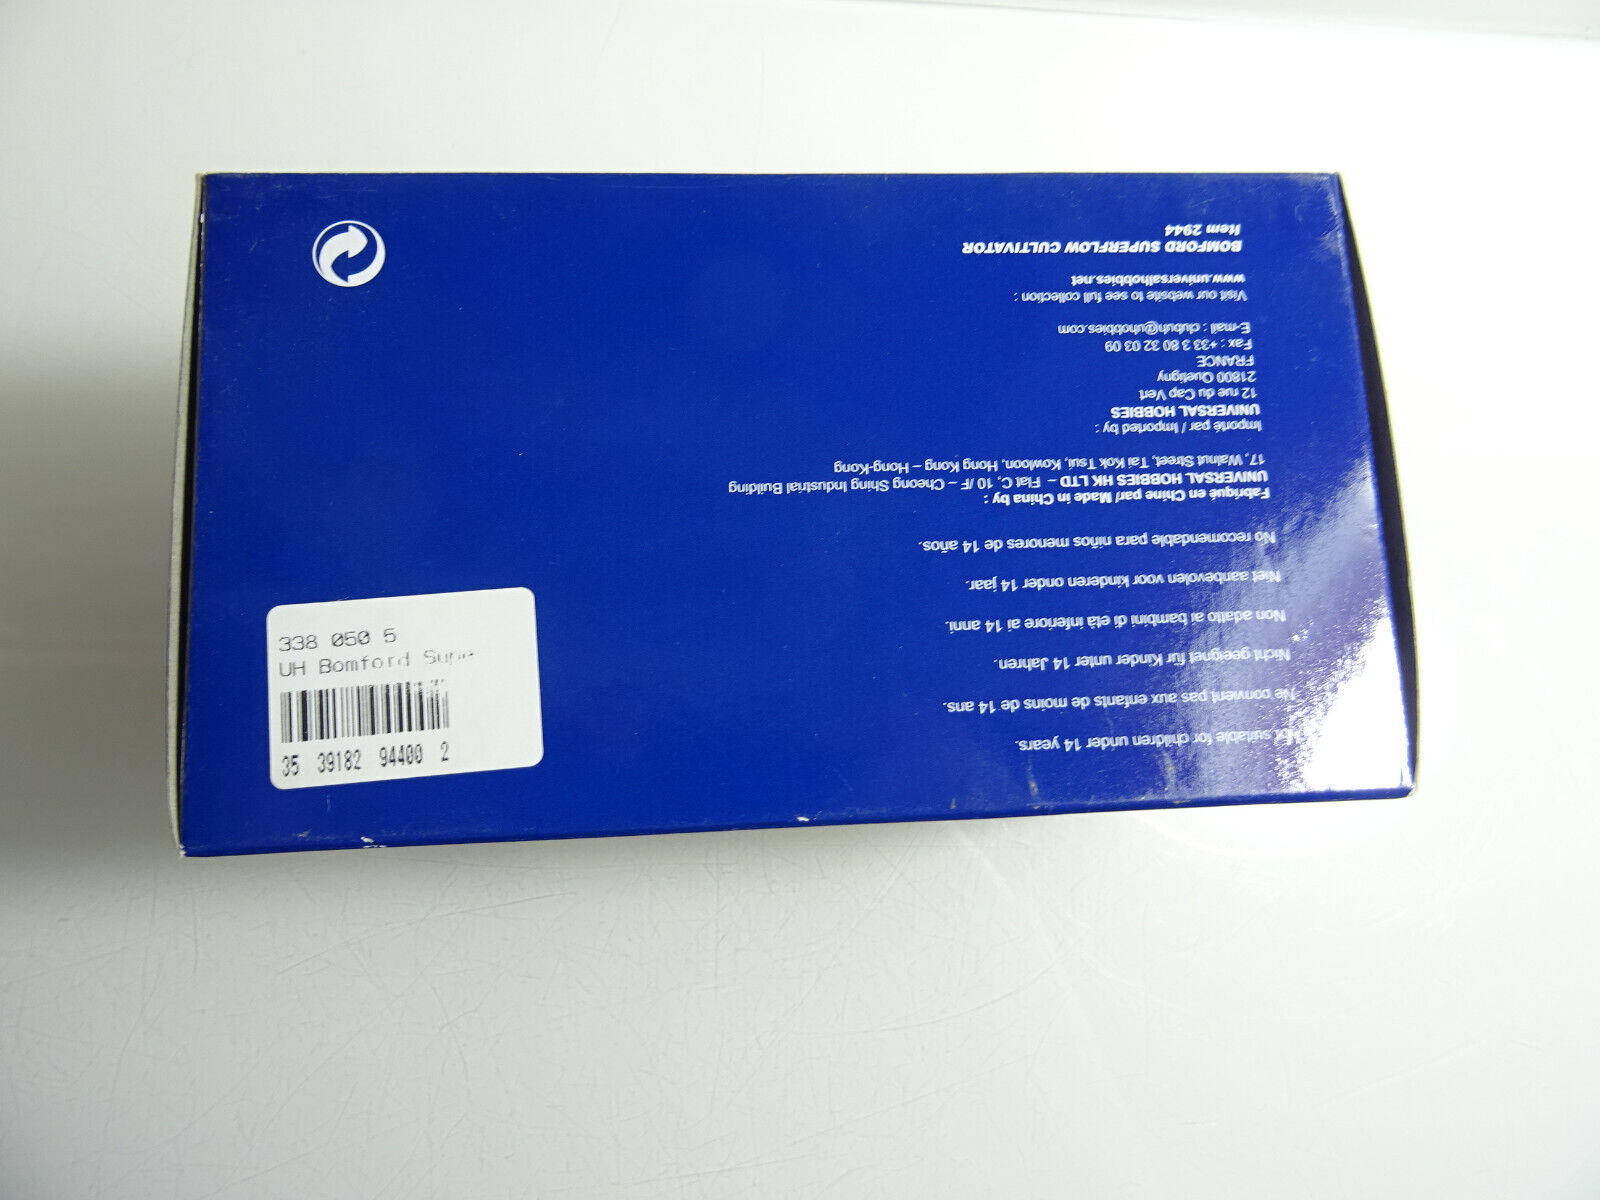 Not suitable for children under 14 years.
Ne convient pas aux enfants de moins de 14 ans.
Nicht geeignet für Kinder unter 14 Jahren.
Non adatto ai bambini di età inferiore ai 14 anni.
Niet aanbevolen voor kinderen onder 14 jaar.
No recomendable para niños menores de 14 años.
Fabriqué en Chine par/ Made in China by :
UNIVERSAL HOBBIES HK LTD – Flat C, 10 /F – Cheong Shing Industrial Building
17, Walnut Street, Tai Kok Tsui, Kowloon, Hong Kong – Hong-Kong
Importé par / Imported by :
UNIVERSAL HOBBIES
12 rue du Cap Vert
21800 Quetigny
FRANCE
Fax : +33 3 80 32 03 09
E-mail : clubuh@uhobbies.com
Visit our website to see full collection :
www.universalhobbies.net
BOMFORD SUPERFLOW CULTIVATOR
Item 2944
338 050 5
UH Bomford Supe
35 39182 94400 2